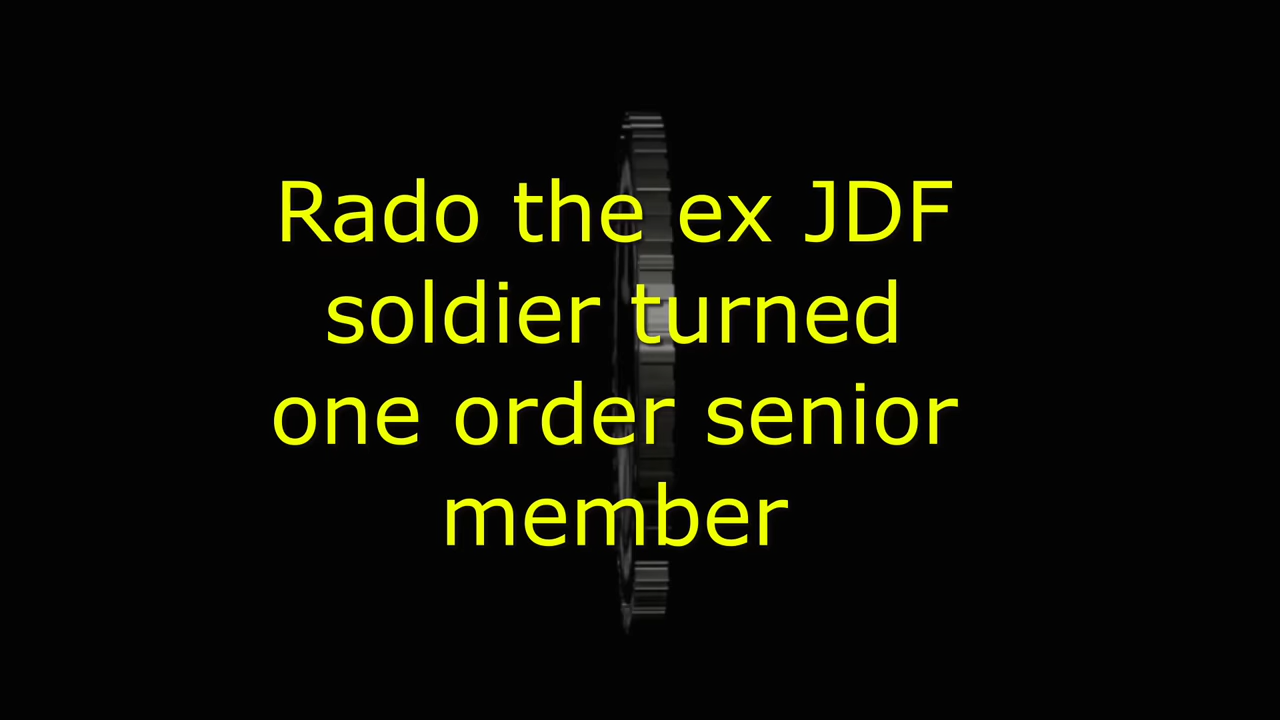 Rado the ex JDF
soldier turned
one order senior
member